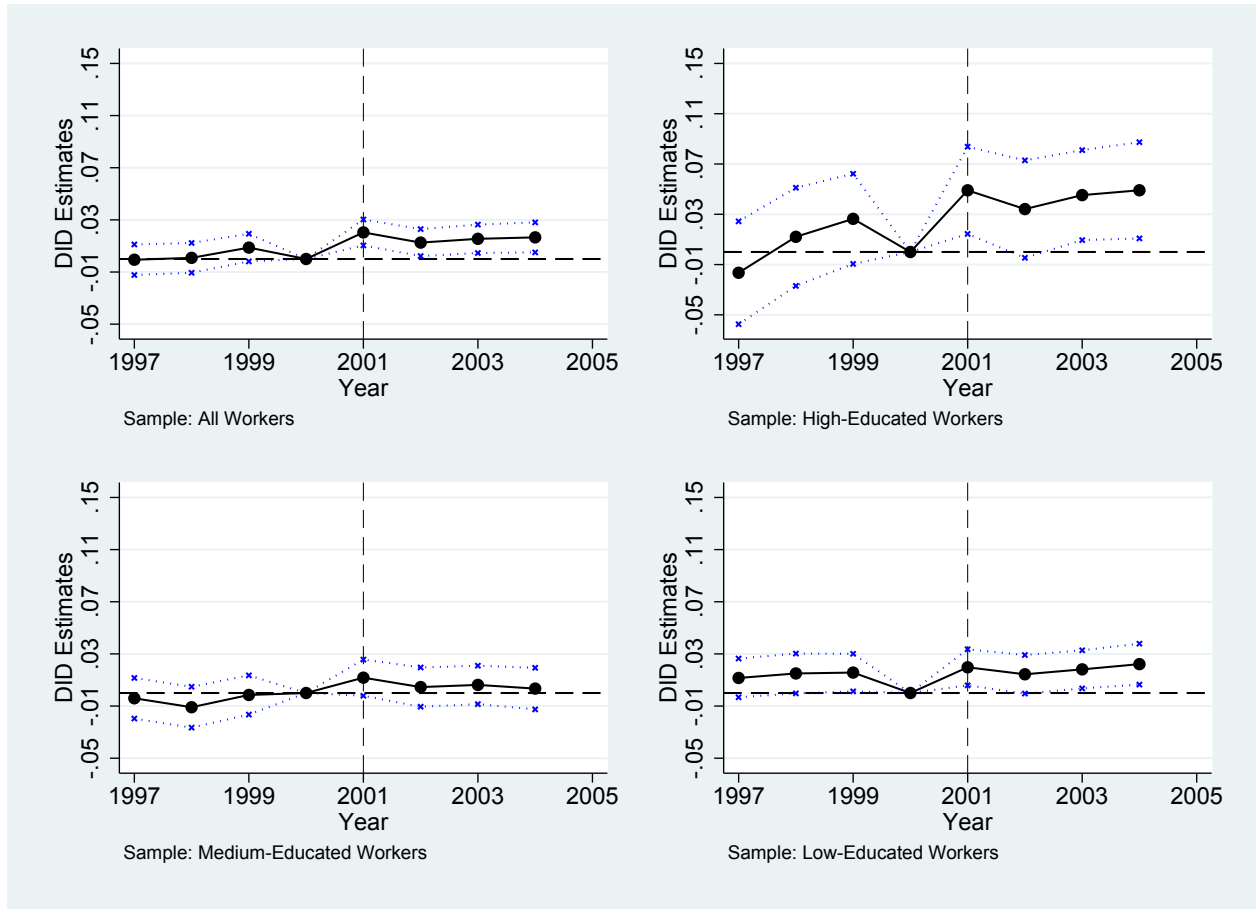 DID Estimates
.15
.11
.07
.03
-.01
-.05
1997 1999 2001 2003 2005
Year
Sample: All Workers
DID Estimates
.15
.11
.07
.03
-.01
-.05
1997 1999 2001 2003 2005
Year
Sample: High-Educated Workers
DID Estimates
.15
.11
.07
.03
-.01
-.05
1997 1999 2001 2003 2005
Year
Sample: Medium-Educated Workers
DID Estimates
.15
.11
.07
.03
-.01
-.05
1997 1999 2001 2003 2005
Year
Sample: Low-Educated Workers